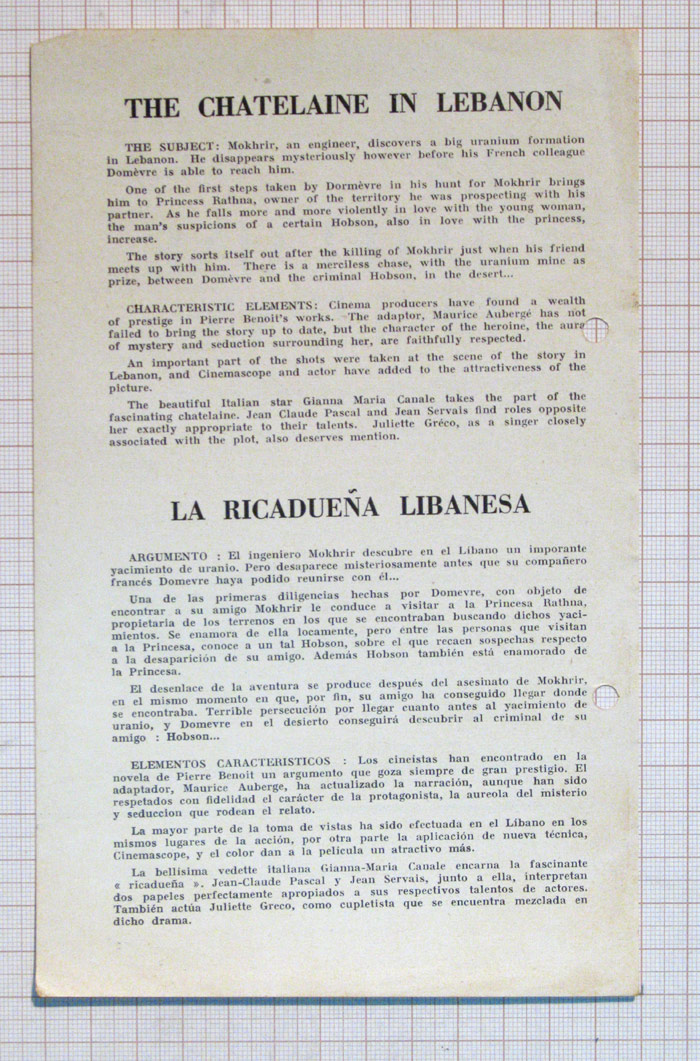 THE CHATELAINE IN LEBANON
THE SUBJECT: Mokhrir, an engineer, discovers a big uranium formation
in Lebanon. He disappears mysteriously however before his French colleague
Domèvre is able to reach him.
One of the first steps taken by Dormèvre in his hunt for Mokhrir brings
him to Princess Rathna, owner of the territory he was prospecting with his
partner. As he falls more and more violently in love with the young woman,
the man's suspicions of a certain Hobson, also in love with the princess,
increase.
The story sorts itself out after the killing of Mokhrir just when his friend
meets up with him. There is a merciless chase, with the uranium mine as
prize, between Domèvre and the criminal Hobson, in the desert...
CHARACTERISTIC ELEMENTS: Cinema producers have found a wealth
of prestige in Pierre Benoit's works. The adaptor, Maurice Aubergé has not
failed to bring the story up to date, but the character of the heroine, the aura
of mystery and seduction surrounding her, are faithfully respected.
An important part of the shots were taken at the scene of the story in
Lebanon, and Cinemascope and actor have added to the attractiveness of the
picture.
The beautiful Italian star Gianna Maria Canale takes the part of the
fascinating chatelaine. Jean Claude Pascal and Jean Servais find roles opposite
her exactly appropriate to their talents. Juliette Gréco, as a singer closely
associated with the plot, also deserves mention.
LA RICADUEÑA LIBANESA
ARGUMENTO : El ingeniero Mokhrir descubre en el Líbano un imporante
yacimiento de uranio. Pero desaparece misteriosamente antes que su compañero
francés Domevre haya podido reunirse con él...
Una de las primeras diligencias hechas por Domevre, con objeto de
encontrar a su amigo Mokhrir le conduce a visitar a la Princesa Rathna,
propietaria de los terrenos en los que se encontraban buscando dichos yaci-
mientos. Se enamora de ella locamente, pero entre las personas que visitan
a la Princesa, conoce a un tal Hobson, sobre el que recaen sospechas respecto
a la desaparición de su amigo. Además Hobson también está enamorado de
la Princesa.
El desenlace de la aventura se produce después del asesinato de Mokhrir,
en el mismo momento en que, por fin, su amigo ha conseguido llegar donde
se encontraba. Terrible persecución por llegar cuanto antes al yacimiento de
uranio, y Domevre en el desierto conseguirá descubrir al criminal de su
amigo : Hobson...
ELEMENTOS CARACTERISTICOS : Los cineistas han encontrado en la
novela de Pierre Benoit un argumento que goza siempre de gran prestigio. El
adaptador, Maurice Auberge, ha actualizado la narración, aunque han sido
respetados con fidelidad el carácter de la protagonista, la aureola del misterio
y seduccion que rodean el relato.
La mayor parte de la toma de vistas ha sido efectuada en el Líbano en los
mismos lugares de la acción, por otra parte la aplicación de nueva técnica,
Cinemascope, y el color dan a la película un atractivo más.
La bellísima vedette italiana Gianna-Maria Canale encarna la fascinante
« ricadueña ». Jean-Claude Pascal y Jean Servais, junto a ella, interpretan
dos papeles perfectamente apropiados a sus respectivos talentos de actores.
También actúa Juliette Greco, como cupletista que se encuentra mezclada en
dicho drama.